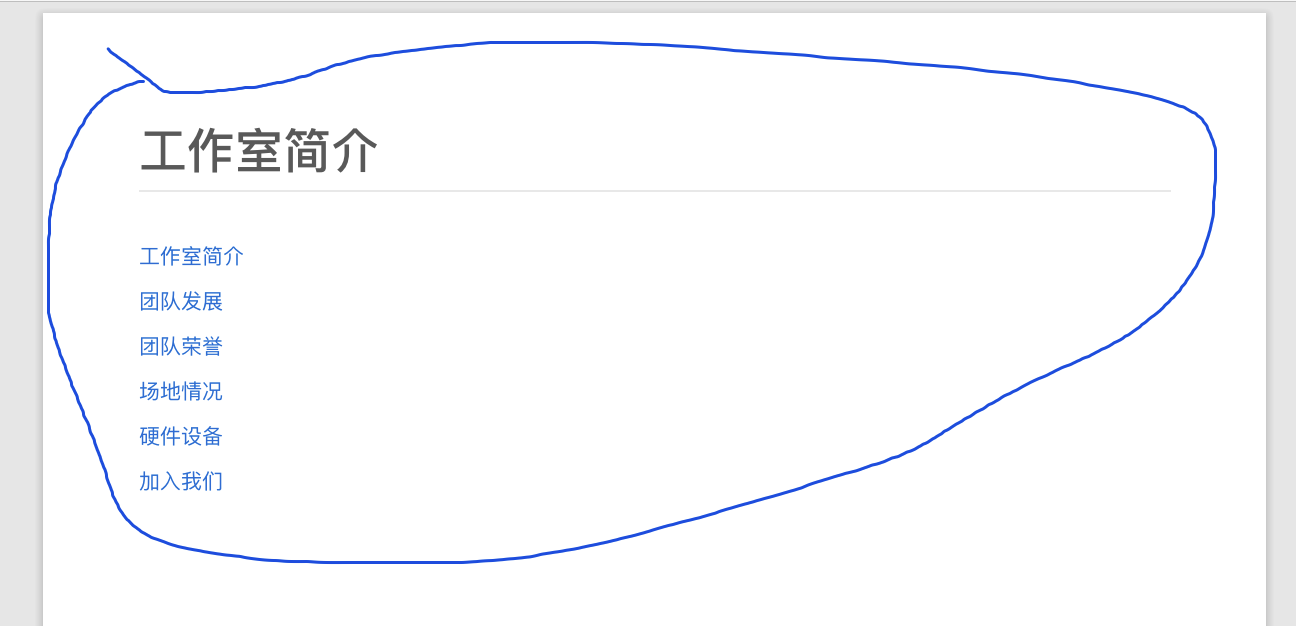 工作室简介
工作室简介
团队发展
团队荣誉
场地情况
硬件设备
加入我们